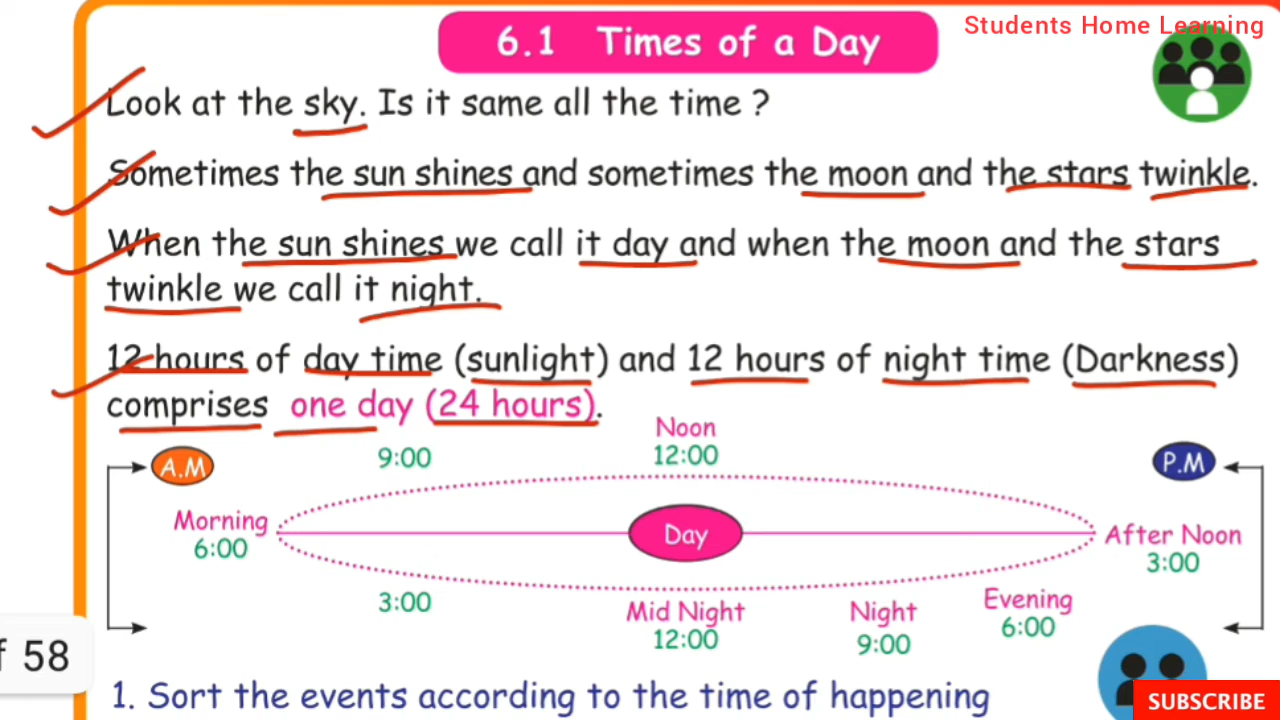 Students Home Learning
6.1 Times of a Day
Look at the sky. Is it same all the time ?
Sometimes the sun shines and sometimes the moon and the stars twinkle.
When the sun shines we call it day and when the moon and the stars
twinkle we call it night.
12 hours of day time (sunlight) and 12 hours of night time (Darkness)
comprises one day (24 hours).
Noon
A.M 9:00 12:00 P.M
Morning
6:00
Day
After Noon
3:00
3:00
Mid Night
12:00
Night
9:00
Evening
6:00
f 58
1. Sort the events according to the time of happening
SUBSCRIBE